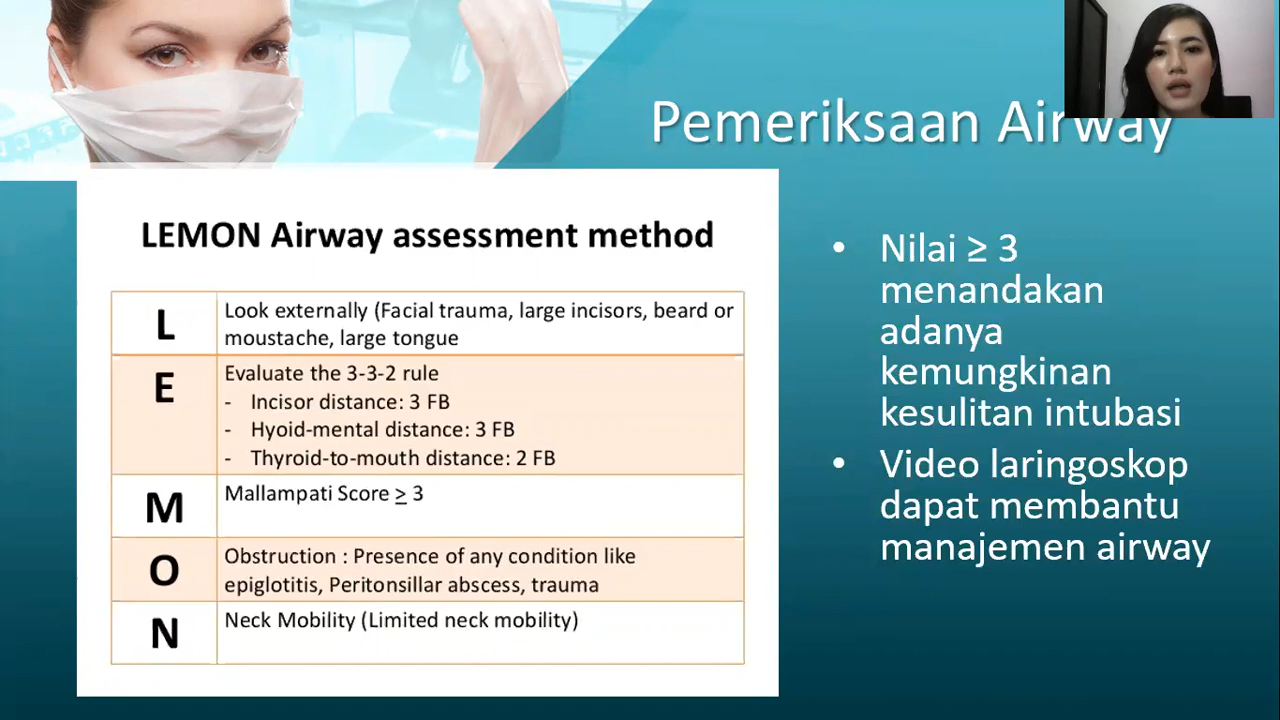 Pemeriksaan Airway
LEMON Airway assessment method
L
Look externally (Facial trauma, large incisors, beard or
moustache, large tongue
E
Evaluate the 3-3-2 rule
- Incisor distance: 3 FB
- Hyoid-mental distance: 3 FB
- Thyroid-to-mouth distance: 2 FB
M
Mallampati Score ≥ 3
O
Obstruction : Presence of any condition like
epiglotitis, Peritonsillar abscess, trauma
N
Neck Mobility (Limited neck mobility)
• Nilai ≥ 3
menandakan
adanya
kemungkinan
kesulitan intubasi
• Video laringoskop
dapat membantu
manajemen airway